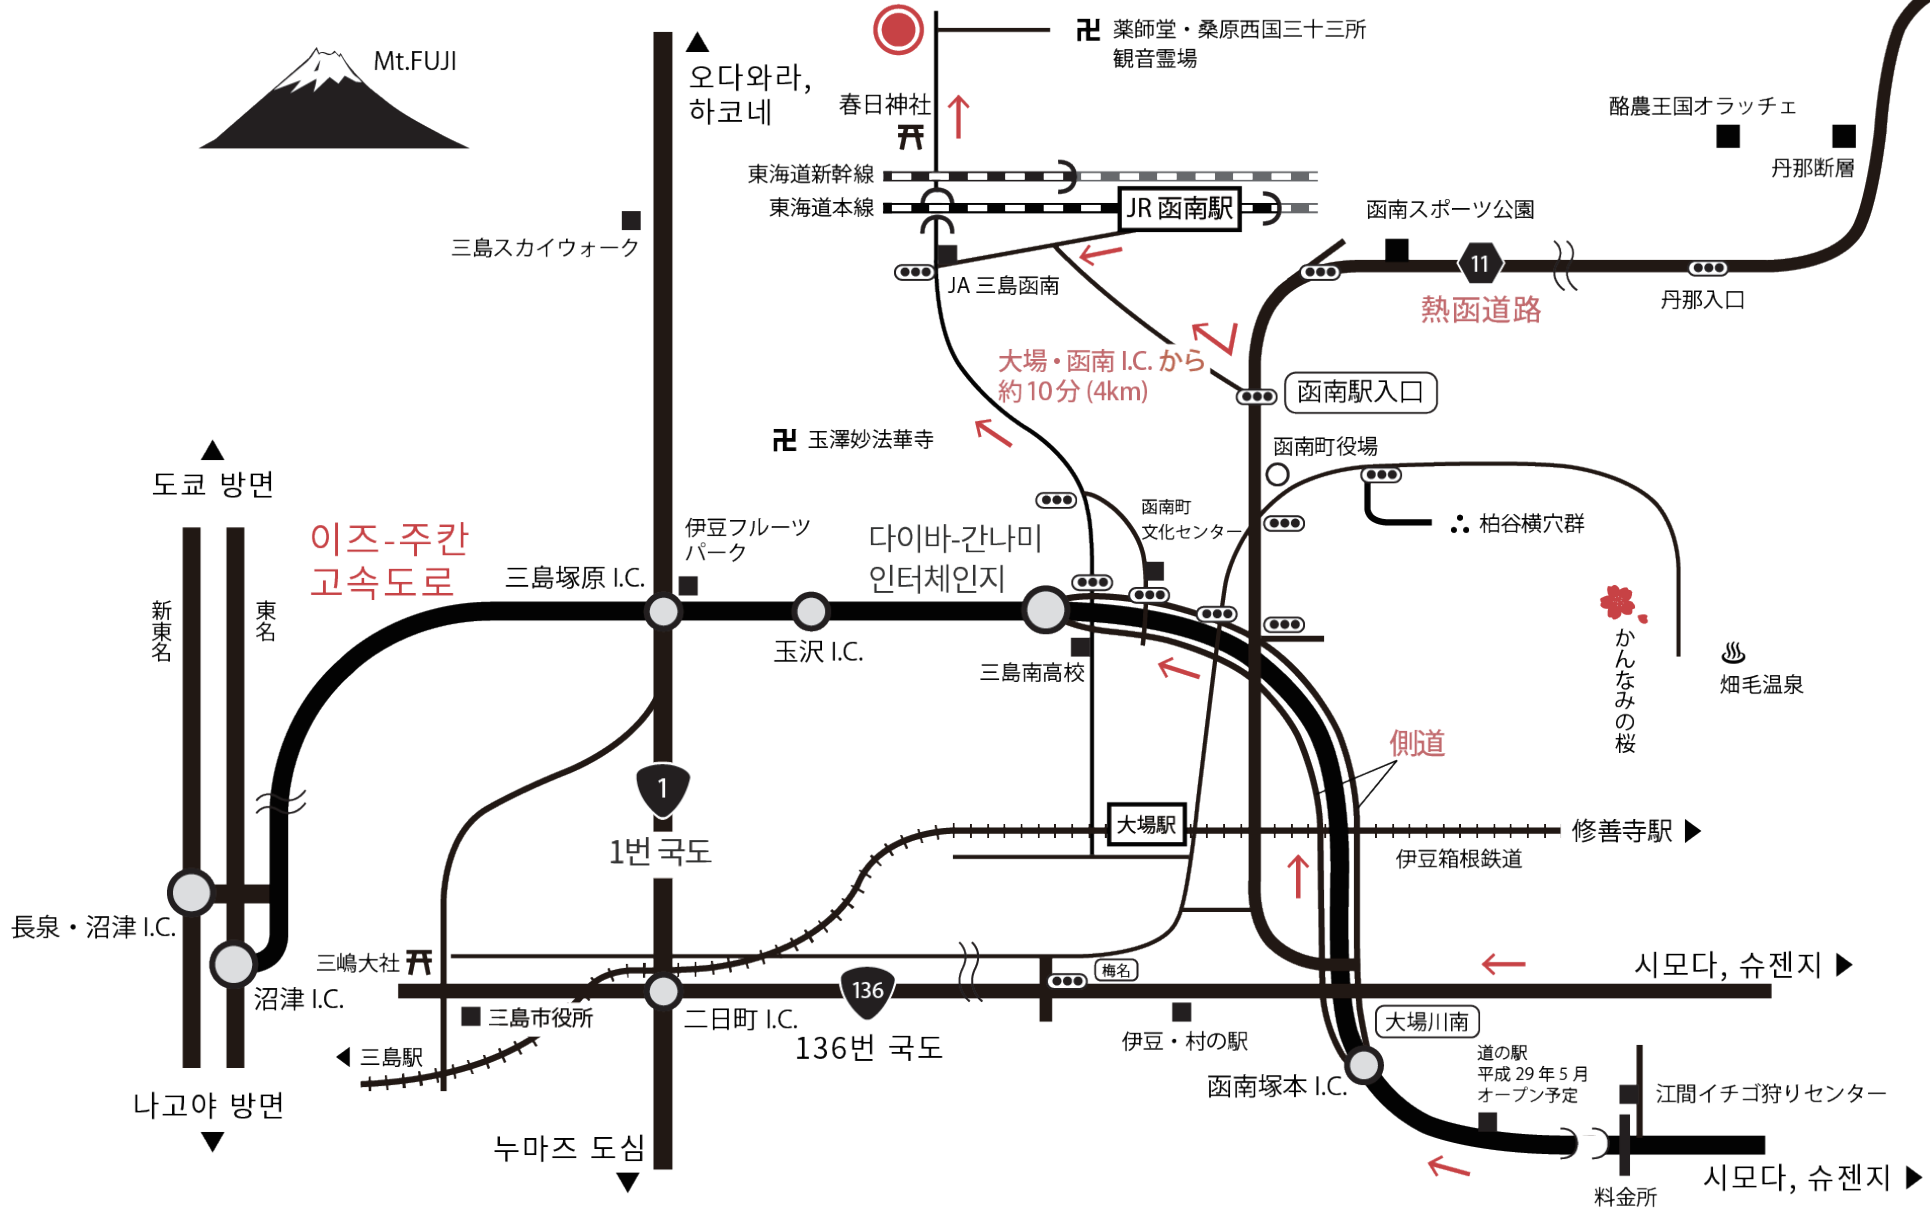 Mt.FUJI
오다와라,
하코네
薬師堂・桑原西国三十三所
観音霊場
春日神社
東海道新幹線
東海道本線
JR 函南駅
酪農王国オラッチェ
丹那断層
函南スポーツ公園
11
熱函道路
丹那入口
三島スカイウォーク
JA 三島函南
大場・函南 I.C. から
約 10 分 (4km)
函南駅入口
函南町役場
玉澤妙法華寺
函南町
文化センター
柏谷横穴群
도쿄 방면
이즈-주칸
고속도로
新東名
東名
三島塚原 I.C.
伊豆フルーツ
パーク
다이바-간나미
인터체인지
玉沢 I.C.
三島南高校
かんなみの桜
畑毛温泉
側道
1
1번 국도
大場駅
修善寺駅
伊豆箱根鉄道
長泉・沼津 I.C.
沼津 I.C.
三嶋大社
三島市役所
三島駅
二日町 I.C.
136
136번 국도
梅名
伊豆・村の駅
시모다, 슈젠지
大場川南
函南塚本 I.C.
道の駅
平成 29 年 5 月
オープン予定
江間イチゴ狩りセンター
料金所
시모다, 슈젠지
나고야 방면
누마즈 도심